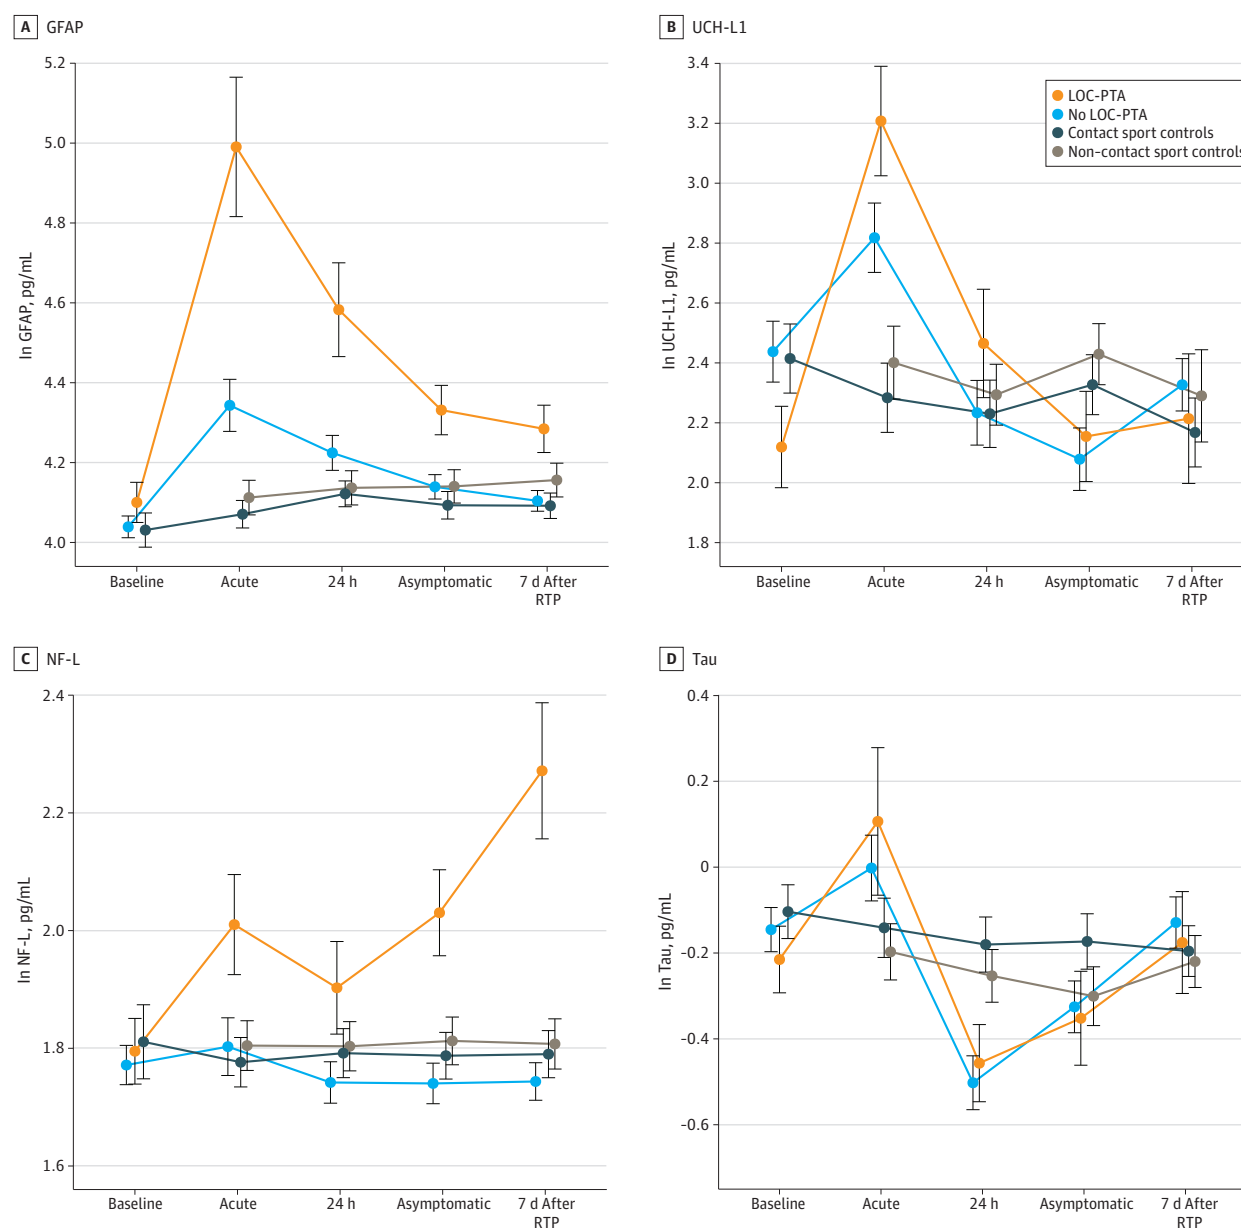 A GFAP
5.2
5.0
4.8
4.6
4.4
4.2
4.0
ln GFAP, pg/mL
Baseline Acute 24 h Asymptomatic 7 d After
RTP
B UCH-L1
3.4
3.2
3.0
2.8
2.6
2.4
2.2
2.0
1.8
ln UCH-L1, pg/mL
LOC-PTA
No LOC-PTA
Contact sport controls
Non-contact sport controls
Baseline Acute 24 h Asymptomatic 7 d After
RTP
C NF-L
2.4
2.2
2.0
1.8
1.6
ln NF-L, pg/mL
Baseline Acute 24 h Asymptomatic 7 d After
RTP
D Tau
0.4
0.2
0
-0.2
-0.4
-0.6
ln Tau, pg/mL
Baseline Acute 24 h Asymptomatic 7 d After
RTP